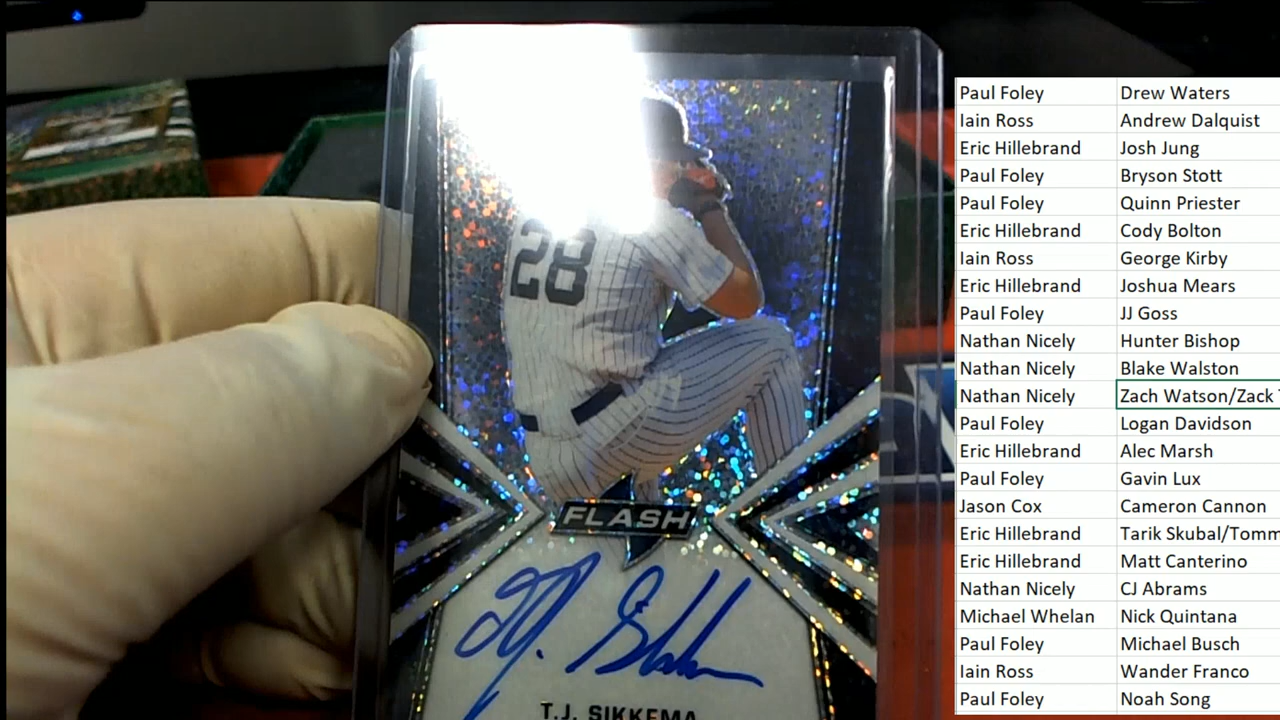 28
FLASH
T.J. Sikkema
T.J. SIKKEMA
Paul Foley Drew Waters
Iain Ross Andrew Dalquist
Eric Hillebrand Josh Jung
Paul Foley Bryson Stott
Paul Foley Quinn Priester
Eric Hillebrand Cody Bolton
Iain Ross George Kirby
Eric Hillebrand Joshua Mears
Paul Foley JJ Goss
Nathan Nicely Hunter Bishop
Nathan Nicely Blake Walston
Nathan Nicely Zach Watson/Zack
Paul Foley Logan Davidson
Eric Hillebrand Alec Marsh
Paul Foley Gavin Lux
Jason Cox Cameron Cannon
Eric Hillebrand Tarik Skubal/Tomm
Eric Hillebrand Matt Canterino
Nathan Nicely CJ Abrams
Michael Whelan Nick Quintana
Paul Foley Michael Busch
Iain Ross Wander Franco
Paul Foley Noah Song